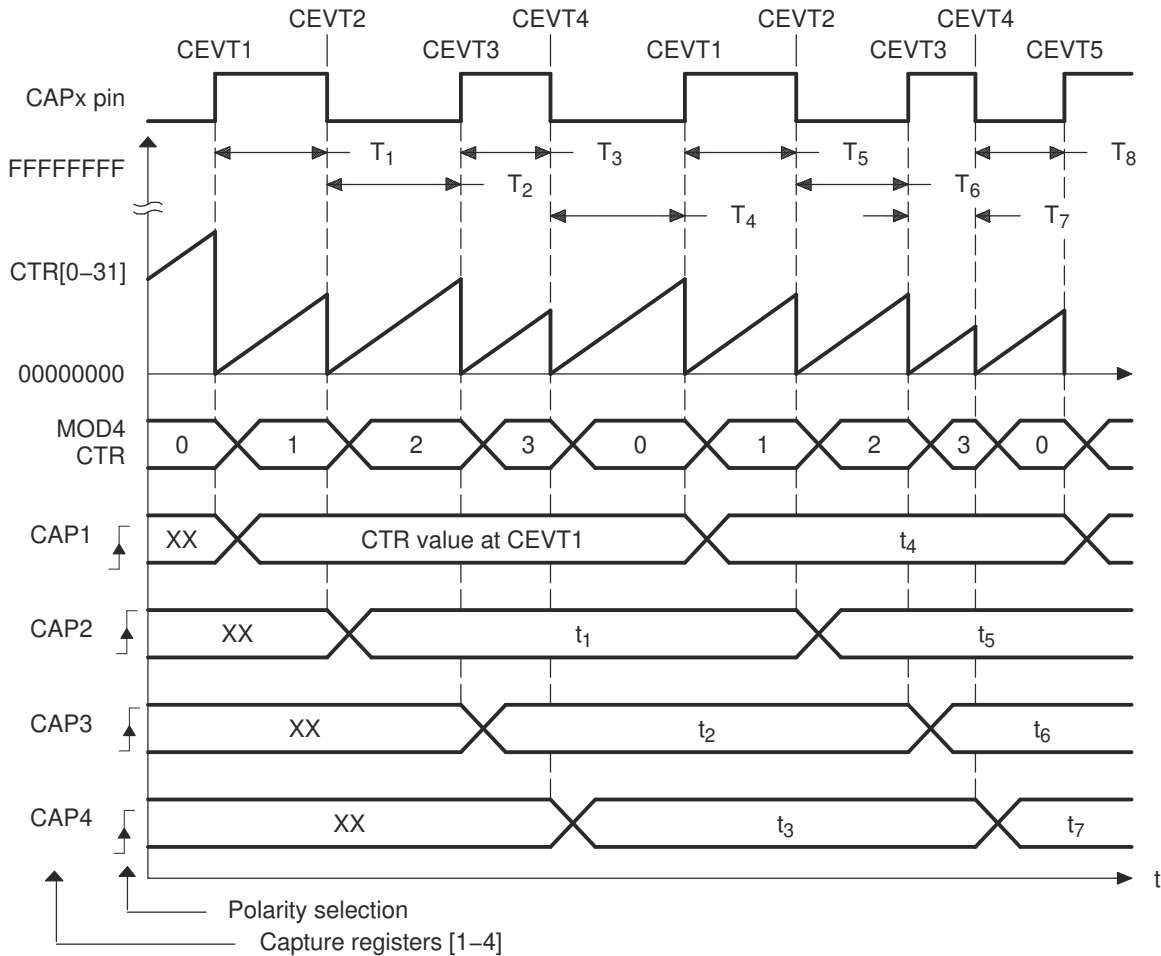 CEVT2 CEVT4 CEVT2 CEVT4
CEVT1 CEVT3 CEVT1 CEVT3 CEVT5
CAPx pin
T1 T3 T5 T8
FFFFFFFF
T2 T6
T4 T7
CTR[0−31]
00000000
MOD4
CTR
0 1 2 3 0 1 2 3 0
CAP1 XX CTR value at CEVT1 t4
CAP2 XX t1 t5
CAP3 XX t2 t6
CAP4 XX t3 t7
t
Polarity selection
Capture registers [1−4]